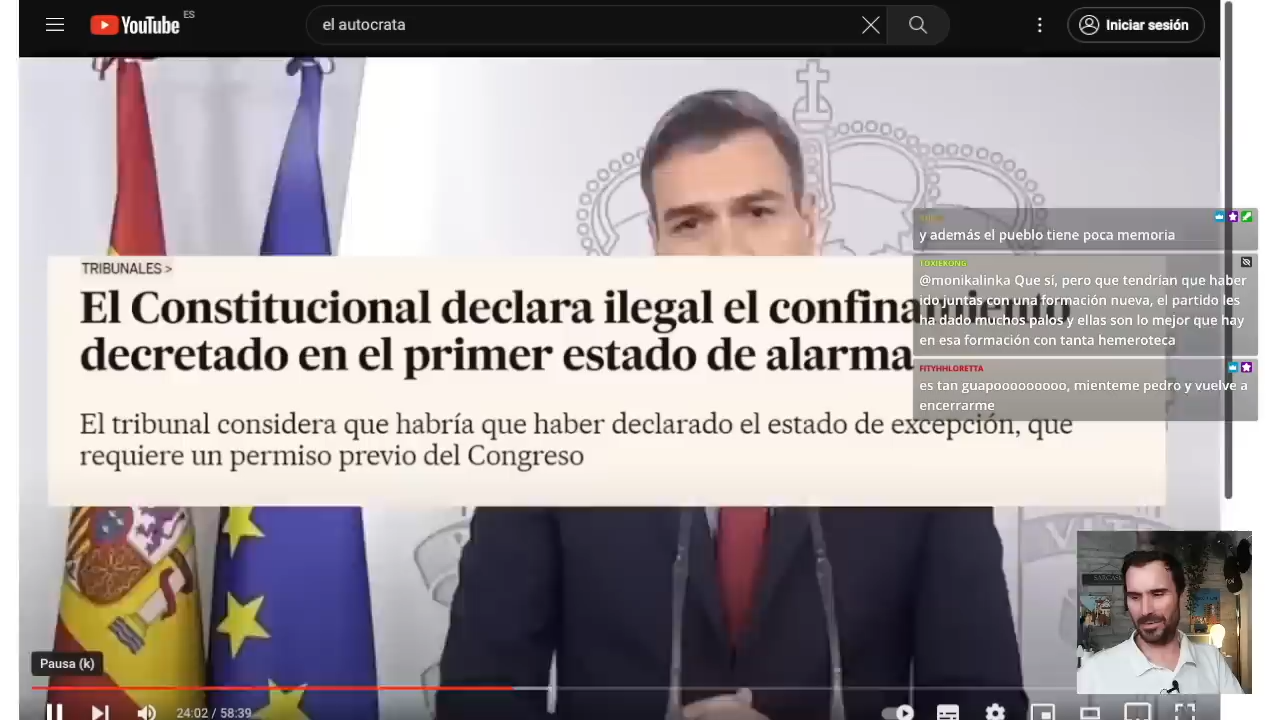 YouTube ES
el autocrata
Iniciar sesión
TRIBUNALES >
El Constitucional declara ilegal el confinamiento
decretado en el primer estado de alarma
El tribunal considera que habría que haber declarado el estado de excepción, que
requiere un permiso previo del Congreso
y además el pueblo tiene poca memoria
TOXIEKONG
@monikalinka Que sí, pero que tendrían que haber
ido juntas con una formación nueva, el partido les
ha dado muchos palos y ellas son lo mejor que hay
en esa formación con tanta hemeroteca
FITYHHLORETTA
es tan guapooooooooo, mienteme pedro y vuelve a
encerrarme
Pausa (k)
24:02 / 58:39